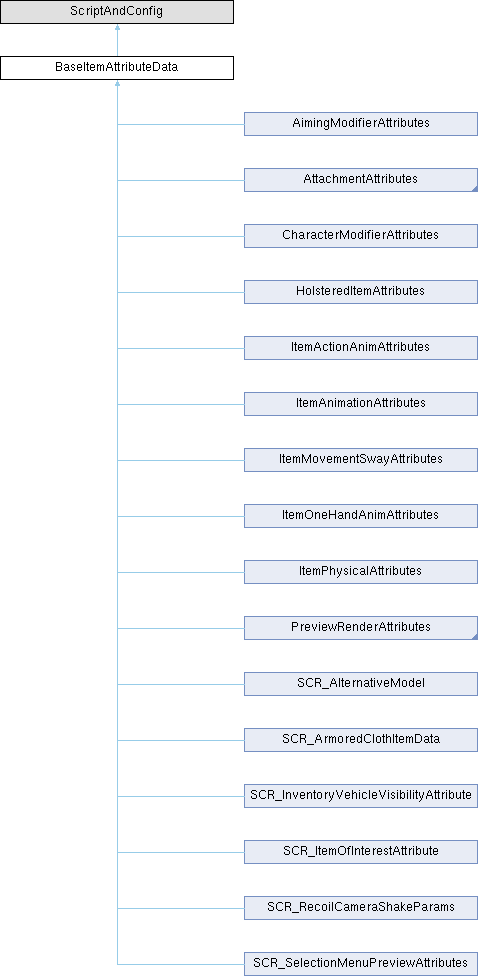 ScriptAndConfig
BaseItemAttributeData
AimingModifierAttributes
AttachmentAttributes
CharacterModifierAttributes
HolsteredItemAttributes
ItemActionAnimAttributes
ItemAnimationAttributes
ItemMovementSwayAttributes
ItemOneHandAnimAttributes
ItemPhysicalAttributes
PreviewRenderAttributes
SCR_AlternativeModel
SCR_ArmoredClothItemData
SCR_InventoryVehicleVisibilityAttribute
SCR_ItemOfInterestAttribute
SCR_RecoilCameraShakeParams
SCR_SelectionMenuPreviewAttributes